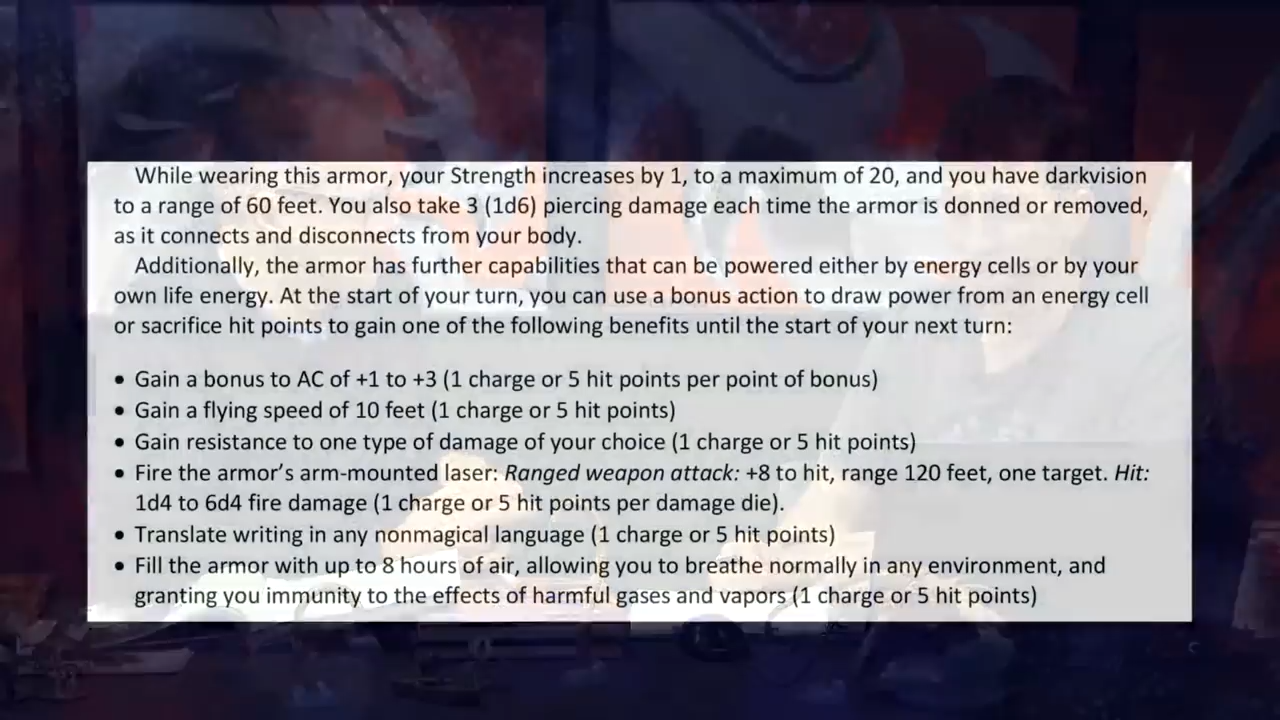 While wearing this armor, your Strength increases by 1, to a maximum of 20, and you have darkvision
to a range of 60 feet. You also take 3 (1d6) piercing damage each time the armor is donned or removed,
as it connects and disconnects from your body.
Additionally, the armor has further capabilities that can be powered either by energy cells or by your
own life energy. At the start of your turn, you can use a bonus action to draw power from an energy cell
or sacrifice hit points to gain one of the following benefits until the start of your next turn:
• Gain a bonus to AC of +1 to +3 (1 charge or 5 hit points per point of bonus)
• Gain a flying speed of 10 feet (1 charge or 5 hit points)
• Gain resistance to one type of damage of your choice (1 charge or 5 hit points)
• Fire the armor’s arm-mounted laser: Ranged weapon attack: +8 to hit, range 120 feet, one target. Hit:
1d4 to 6d4 fire damage (1 charge or 5 hit points per damage die).
• Translate writing in any nonmagical language (1 charge or 5 hit points)
• Fill the armor with up to 8 hours of air, allowing you to breathe normally in any environment, and
granting you immunity to the effects of harmful gases and vapors (1 charge or 5 hit points)